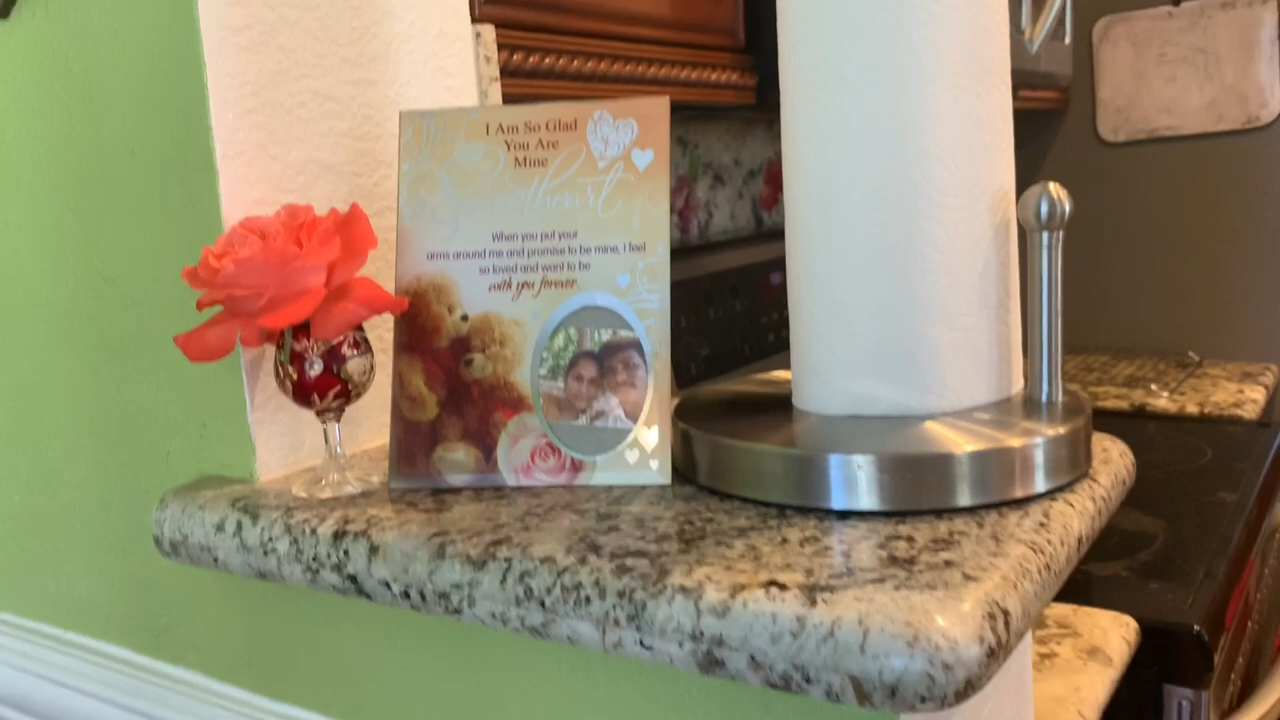 I Am So Glad
You Are
Mine
Sweetheart
When you put your
arms around me and promise to be mine, I feel
so loved and want to be
with you forever.